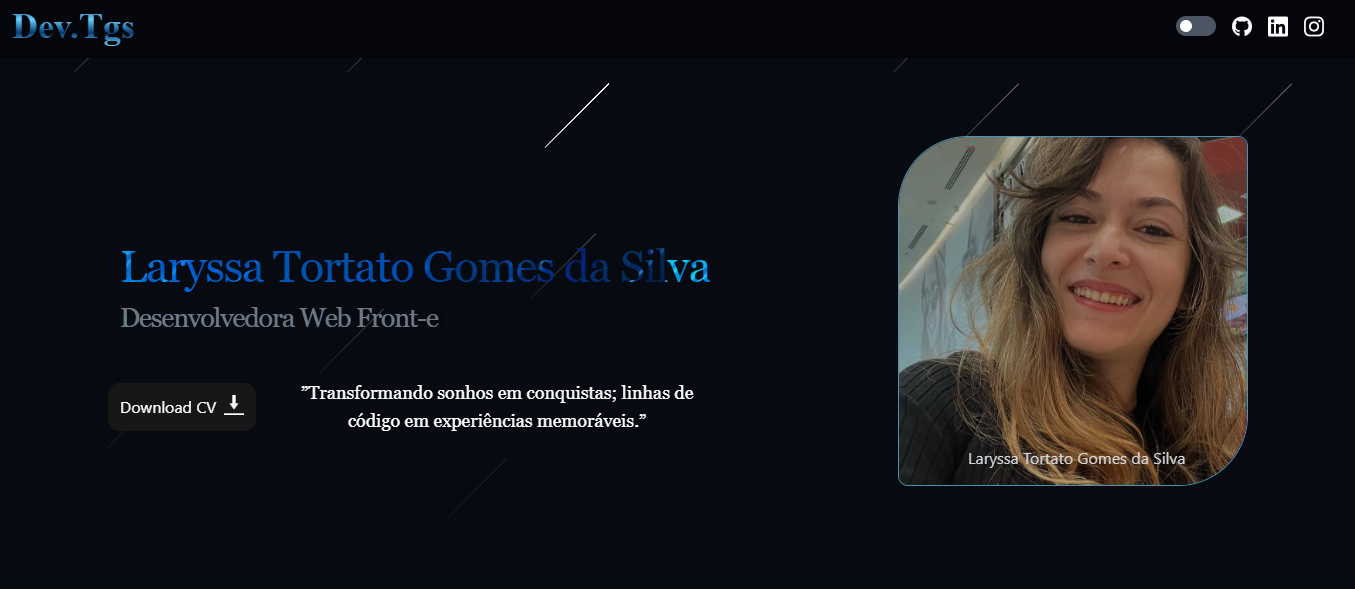 Dev.Tgs
Laryssa Tortato Gomes da Silva
Desenvolvedora Web Front-e
Download CV
”Transformando sonhos em conquistas; linhas de
código em experiências memoráveis.”
Laryssa Tortato Gomes da Silva